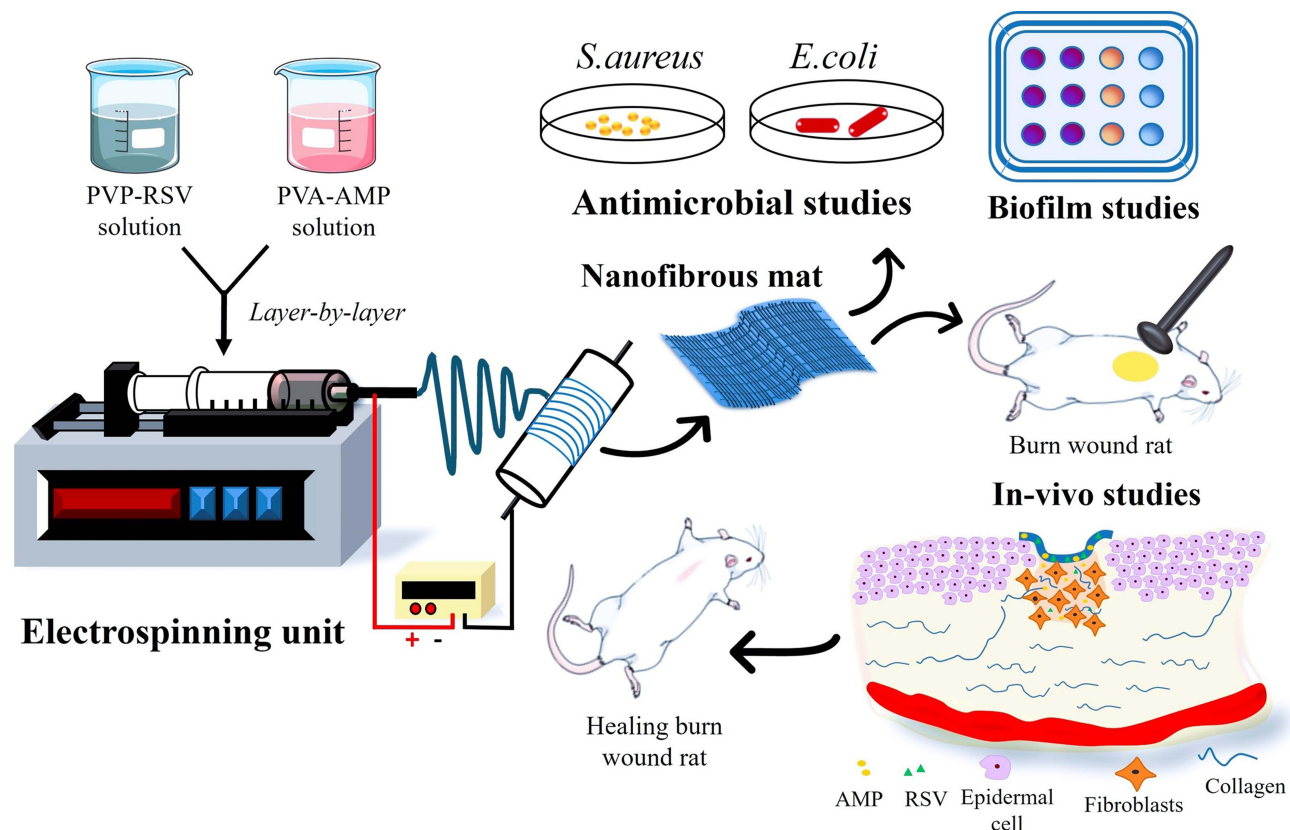 PVP-RSV
solution
PVA-AMP
solution
Layer-by-layer
Electrospinning unit
+ -
Nanofibrous mat
S.aureus
E.coli
Antimicrobial studies
Biofilm studies
Burn wound rat
In-vivo studies
Healing burn
wound rat
AMP
RSV
Epidermal
cell
Fibroblasts
Collagen